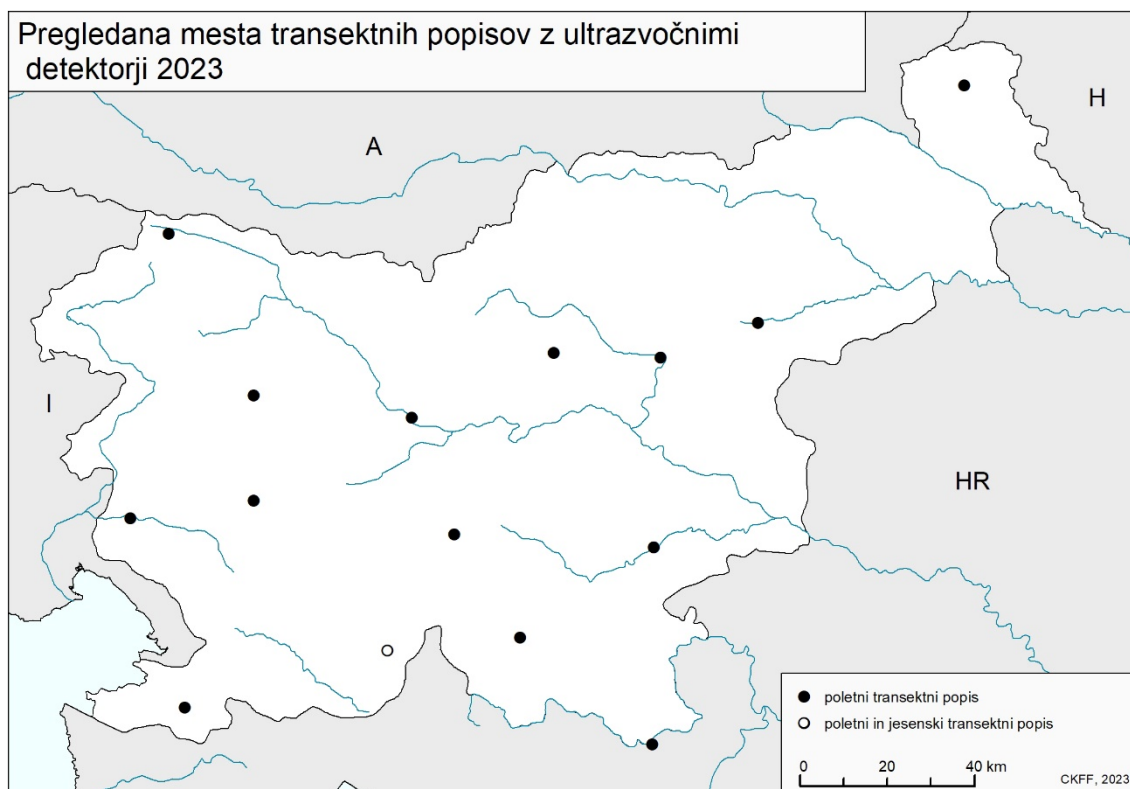 Pregledana mesta transektnih popisov z ultrazvočnimi
detektorji 2023
H
A
I
HR
poletni transektni popis
poletni in jesenski transektni popis
0 20 40 km
CKFF, 2023